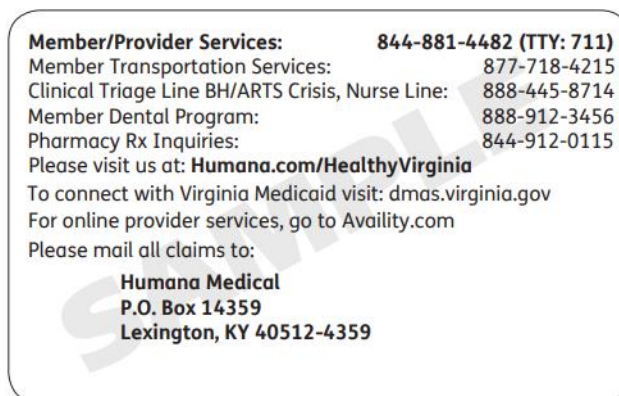 Member/Provider Services: 844-881-4482 (TTY: 711)
Member Transportation Services: 877-718-4215
Clinical Triage Line BH/ARTS Crisis, Nurse Line: 888-445-8714
Member Dental Program: 888-912-3456
Pharmacy Rx Inquiries: 844-912-0115
Please visit us at: Humana.com/HealthyVirginia
To connect with Virginia Medicaid visit: dmas.virginia.gov
For online provider services, go to Availity.com
Please mail all claims to:
Humana Medical
P.O. Box 14359
Lexington, KY 40512-4359
SAMPLE